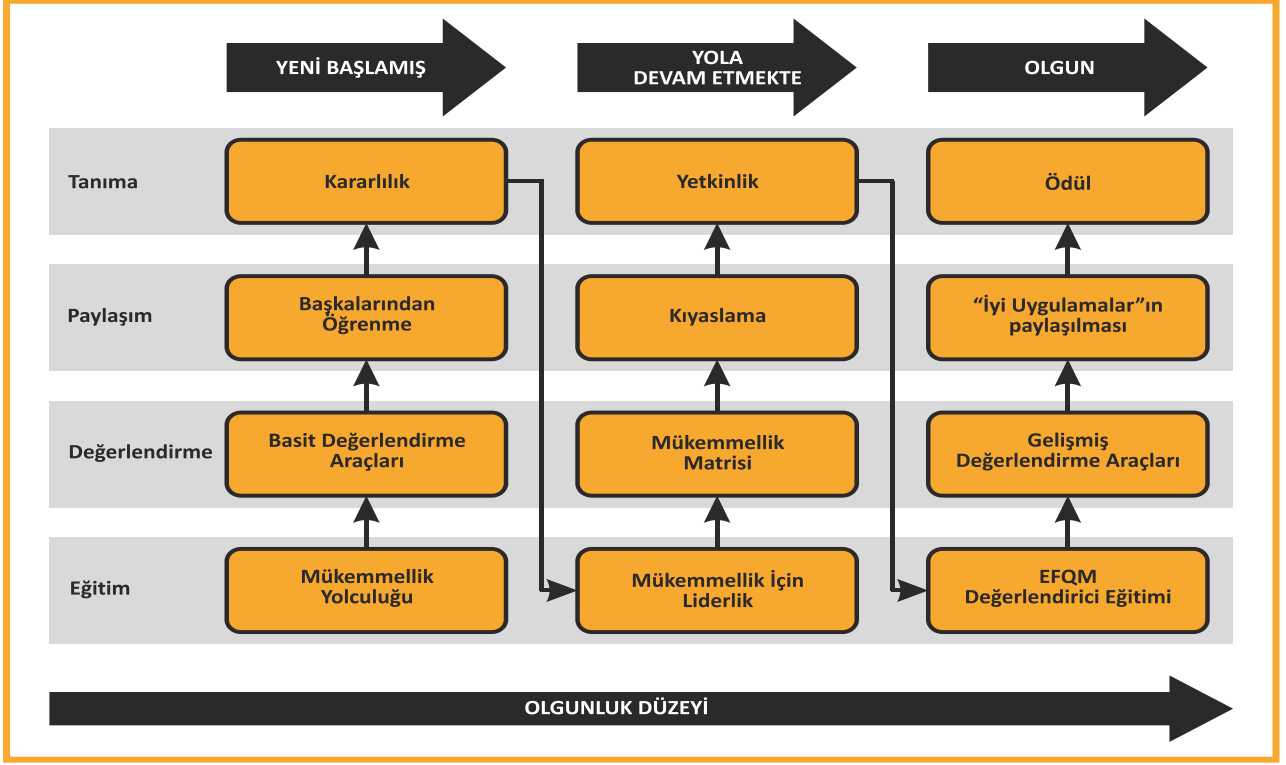 YENİ BAŞLAMIŞ
YOLA
DEVAM ETMEKTE
OLGUN
Tanıma
Kararlılık
Yetkinlik
Ödül
Paylaşım
Başkalarından
Öğrenme
Kıyaslama
“İyi Uygulamalar”ın
paylaşılması
Değerlendirme
Basit Değerlendirme
Araçları
Mükemmellik
Matrisi
Gelişmiş
Değerlendirme Araçları
Eğitim
Mükemmellik
Yolculuğu
Mükemmellik İçin
Liderlik
EFQM
Değerlendirici Eğitimi
OLGUNLUK DÜZEYİ